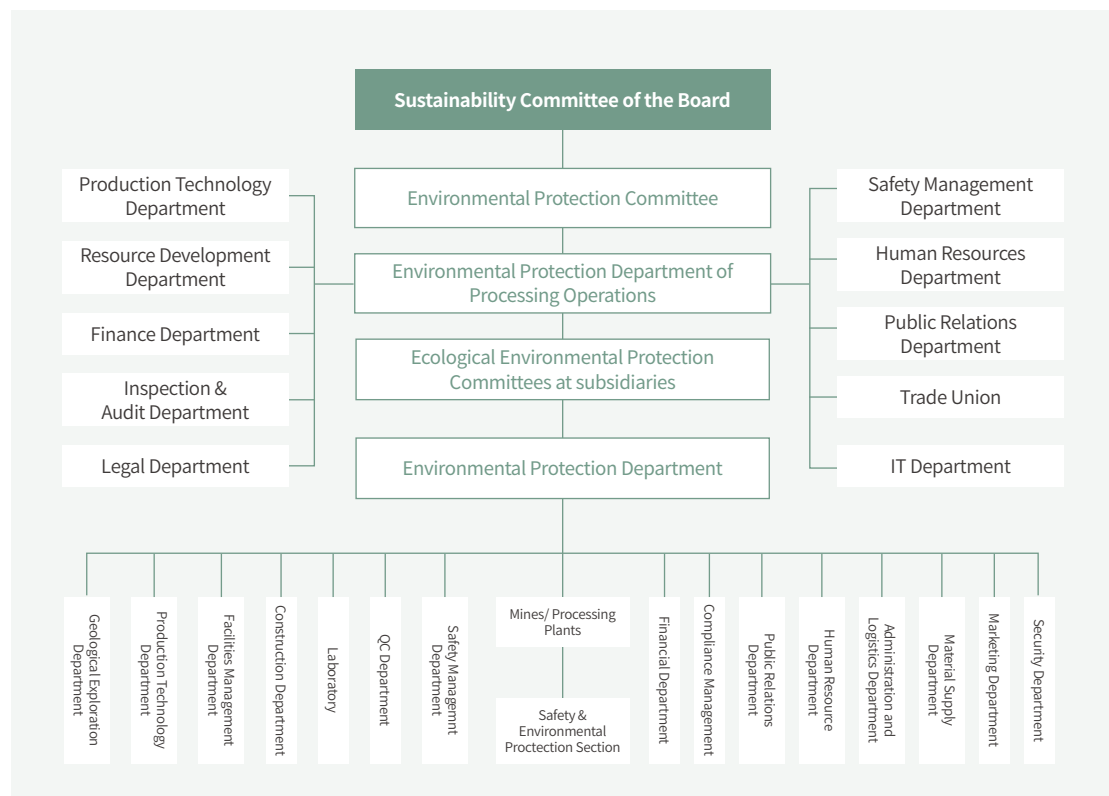 Sustainability Committee of the Board
Environmental Protection Committee
Environmental Protection Department of
Processing Operations
Ecological Environmental Protection
Committees at subsidiaries
Environmental Protection Department
Production Technology
Department
Resource Development
Department
Finance Department
Inspection &
Audit Department
Legal Department
Safety Management
Department
Human Resources
Department
Public Relations
Department
Trade Union
IT Department
Geological Exploration
Department
Production Technology
Department
Facilities Management
Department
Construction Department
Laboratory
QC Department
Safety Managemnt
Department
Mines/ Processing
Plants
Safety &
Environmental
Proctection Section
Financial Department
Compliance Management
Public Relations
Department
Human Resource
Department
Administration and
Logistics Department
Material Supply
Department
Marketing Department
Security Department